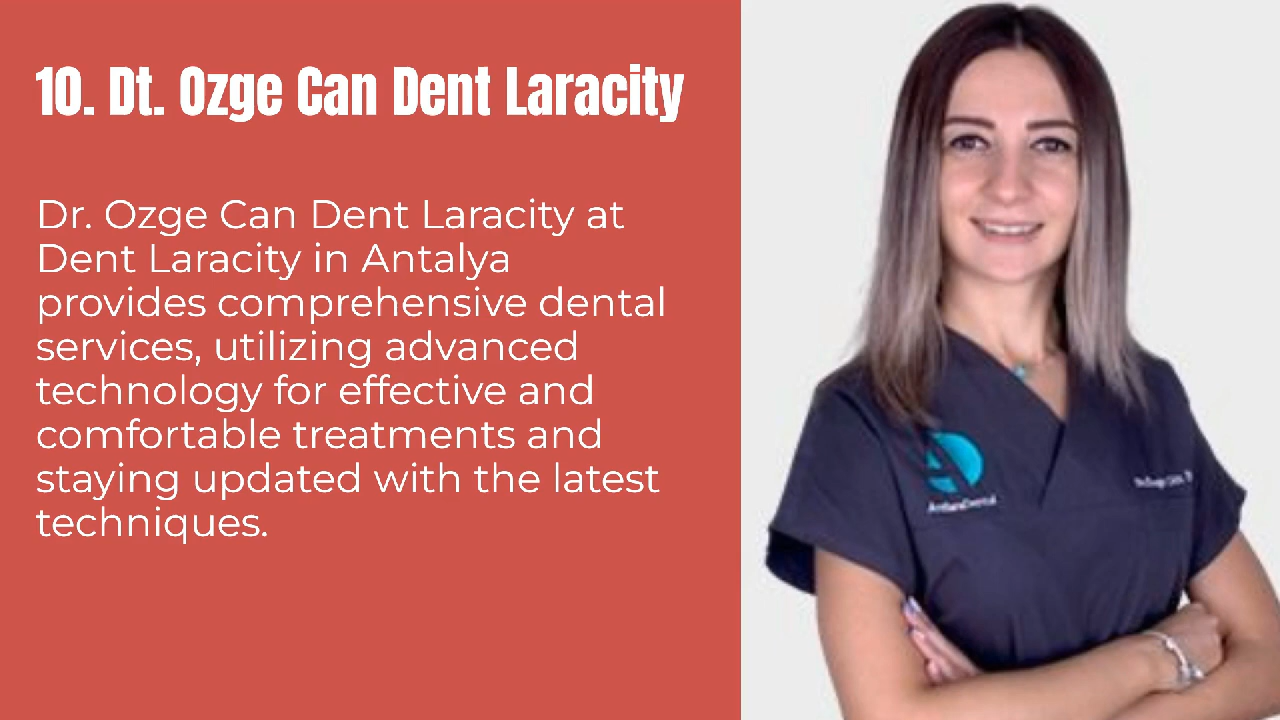 10. Dt. Ozge Can Dent Laracity
Dr. Ozge Can Dent Laracity at
Dent Laracity in Antalya
provides comprehensive dental
services, utilizing advanced
technology for effective and
comfortable treatments and
staying updated with the latest
techniques.